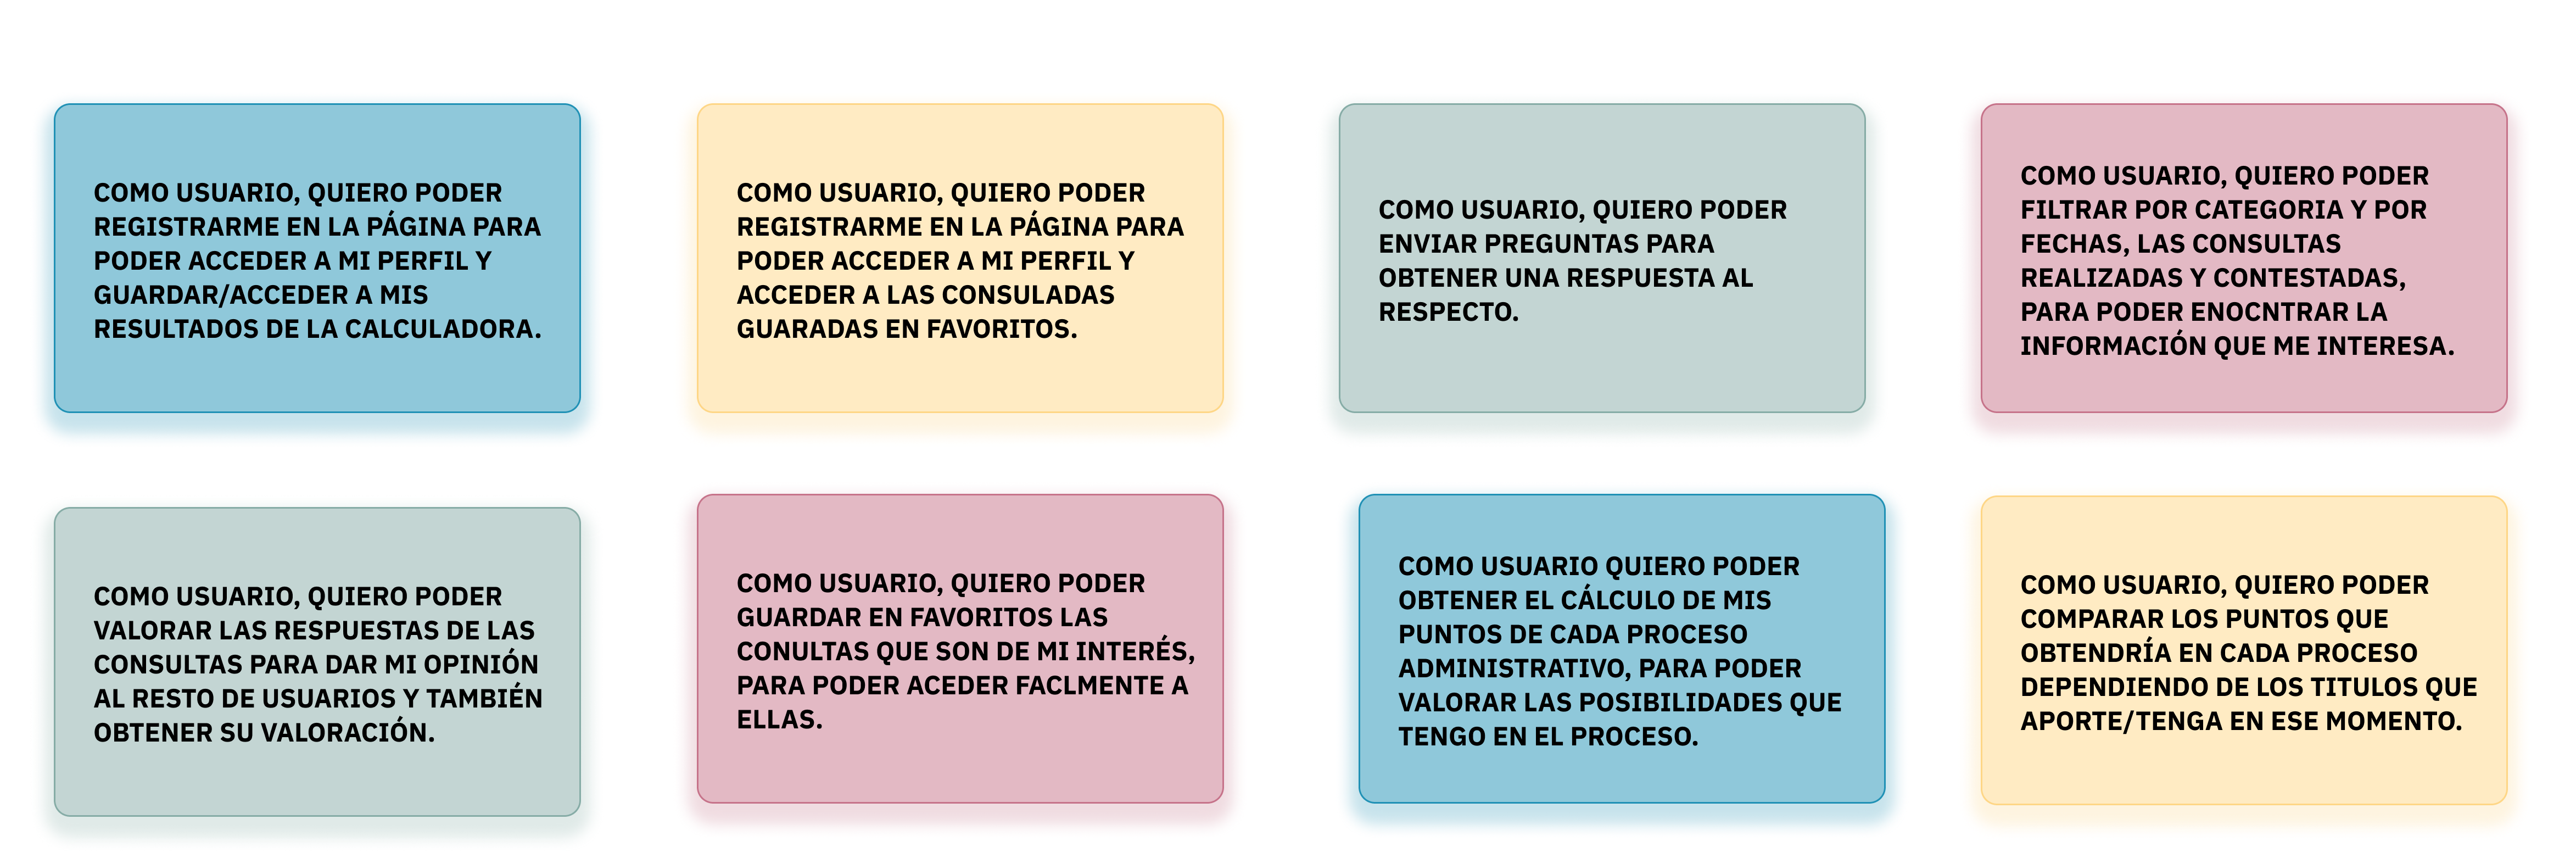 COMO USUARIO, QUIERO PODER
REGISTRARME EN LA PÁGINA PARA
PODER ACCEDER A MI PERFIL Y
GUARDAR/ACCEDER A MIS
RESULTADOS DE LA CALCULADORA.
COMO USUARIO, QUIERO PODER
REGISTRARME EN LA PÁGINA PARA
PODER ACCEDER A MI PERFIL Y
ACCEDER A LAS CONSULADAS
GUARADAS EN FAVORITOS.
COMO USUARIO, QUIERO PODER
ENVIAR PREGUNTAS PARA
OBTENER UNA RESPUESTA AL
RESPECTO.
COMO USUARIO, QUIERO PODER
FILTRAR POR CATEGORIA Y POR
FECHAS, LAS CONSULTAS
REALIZADAS Y CONTESTADAS,
PARA PODER ENOCNTRAR LA
INFORMACIÓN QUE ME INTERESA.
COMO USUARIO, QUIERO PODER
VALORAR LAS RESPUESTAS DE LAS
CONSULTAS PARA DAR MI OPINIÓN
AL RESTO DE USUARIOS Y TAMBIÉN
OBTENER SU VALORACIÓN.
COMO USUARIO, QUIERO PODER
GUARDAR EN FAVORITOS LAS
CONULTAS QUE SON DE MI INTERÉS,
PARA PODER ACEDER FACLMENTE A
ELLAS.
COMO USUARIO QUIERO PODER
OBTENER EL CÁLCULO DE MIS
PUNTOS DE CADA PROCESO
ADMINISTRATIVO, PARA PODER
VALORAR LAS POSIBILIDADES QUE
TENGO EN EL PROCESO.
COMO USUARIO, QUIERO PODER
COMPARAR LOS PUNTOS QUE
OBTENDRÍA EN CADA PROCESO
DEPENDIENDO DE LOS TITULOS QUE
APORTE/TENGA EN ESE MOMENTO.